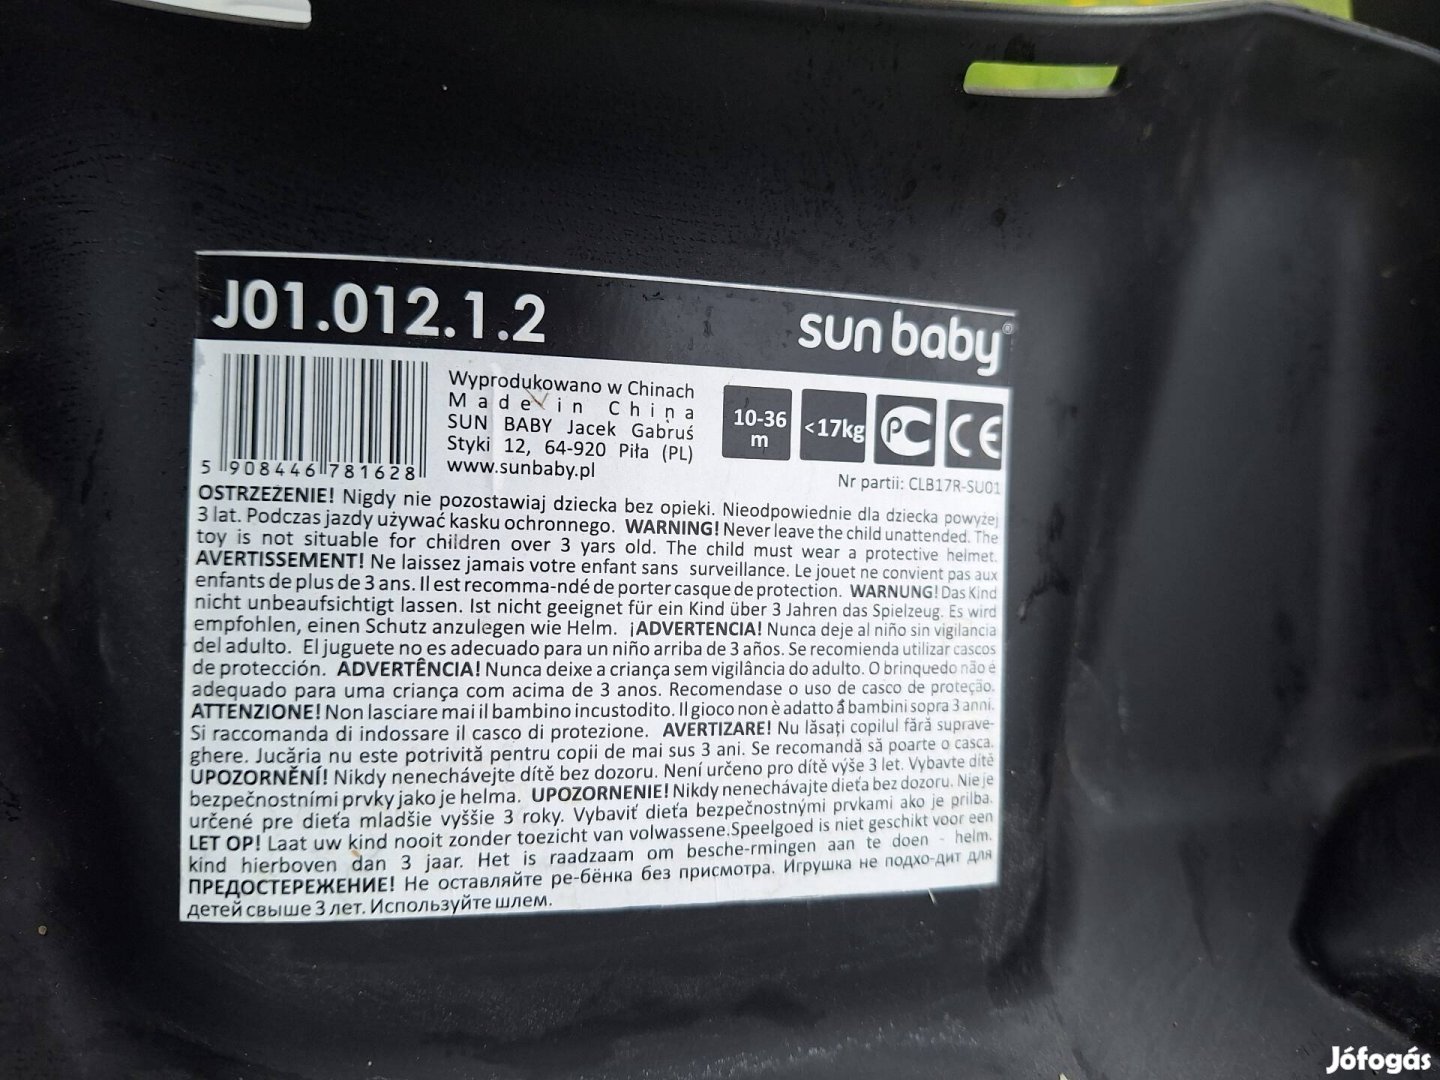 J01.012.1.2
sun baby®
Wyprodukowano w Chinach
Made in China
SUN BABY Jacek Gabruś
Styki 12, 64-920 Piła (PL)
www.sunbaby.pl
10-36
m
<17kg
PC
CE
5 908446 781628
Nr partii: CLB17R-SU01
OSTRZEŻENIE! Nigdy nie pozostawiaj dziecka bez opieki. Nieodpowiednie dla dziecka powyżej
3 lat. Podczas jazdy używać kasku ochronnego. WARNING! Never leave the child unattended. The
toy is not situable for children over 3 yars old. The child must wear a protective helmet.
AVERTISSEMENT! Ne laissez jamais votre enfant sans surveillance. Le jouet ne convient pas aux
enfants de plus de 3 ans. Il est recomma-ndé de porter casque de protection. WARNUNG! Das Kind
nicht unbeaufsichtigt lassen. Ist nicht geeignet für ein Kind über 3 Jahren das Spielzeug. Es wird
empfohlen, einen Schutz anzulegen wie Helm. ¡ADVERTENCIA! Nunca deje al niño sin vigilancia
del adulto. El juguete no es adecuado para un niño arriba de 3 años. Se recomienda utilizar cascos
de protección. ADVERTÊNCIA! Nunca deixe a criança sem vigilância do adulto. O brinquedo não é
adequado para uma criança com acima de 3 anos. Recomendase o uso de casco de proteção.
ATTENZIONE! Non lasciare mai il bambino incustodito. Il gioco non è adatto a bambini sopra 3 anni.
Si raccomanda di indossare il casco di protezione. AVERTIZARE! Nu lăsați copilul fără suprave-
ghere. Jucăria nu este potrivită pentru copii de mai sus 3 ani. Se recomandă să poarte o casca.
UPOZORNĚNÍ! Nikdy nenechávejte dítě bez dozoru. Není určeno pro dítě výše 3 let. Vybavte dítě
bezpečnostními prvky jako je helma. UPOZORNENIE! Nikdy nenechávajte dieťa bez dozoru. Nie je
určené pre dieťa mladšie vyššie 3 roky. Vybaviť dieťa bezpečnostnými prvkami ako je prilba.
LET OP! Laat uw kind nooit zonder toezicht van volwassene.Speelgoed is niet geschikt voor een
kind hierboven dan 3 jaar. Het is raadzaam om besche-rmingen aan te doen - helm.
ПРЕДОСТЕРЕЖЕНИЕ! Не оставляйте ре-бёнка без присмотра. Игрушка не подхо-дит для
детей свыше 3 лет. Используйте шлем.
Jófogás